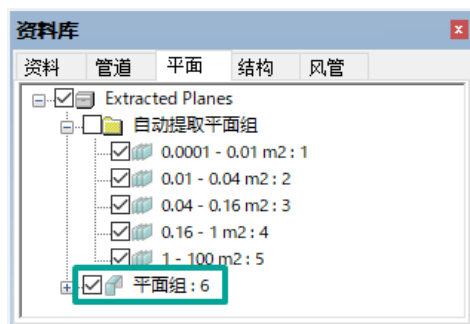 资料库
资料 管道 平面 结构 风管
Extracted Planes
自动提取平面组
0.0001 - 0.01 m2 : 1
0.01 - 0.04 m2 : 2
0.04 - 0.16 m2 : 3
0.16 - 1 m2 : 4
1 - 100 m2 : 5
平面组 : 6